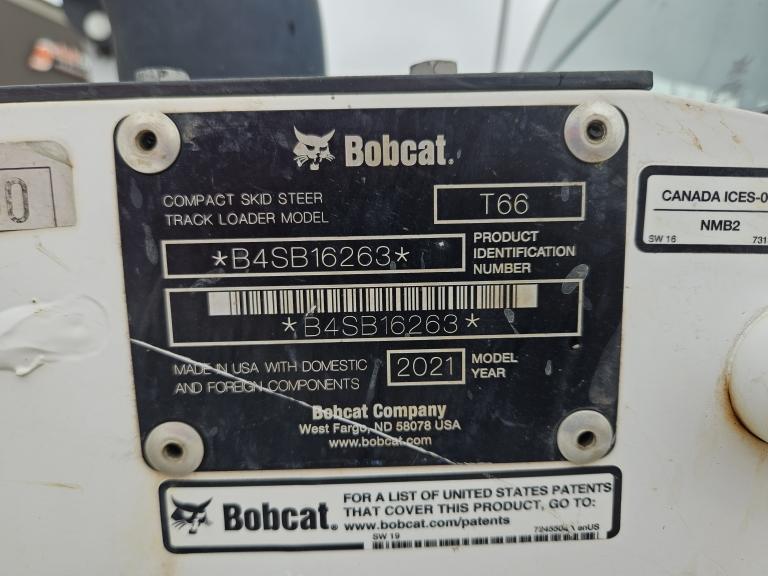 Bobcat.
COMPACT SKID STEER
TRACK LOADER MODEL
T66
*B4SB16263*
PRODUCT
IDENTIFICATION
NUMBER
*B4SB16263*
MADE IN USA WITH DOMESTIC
AND FOREIGN COMPONENTS
2021
MODEL
YEAR
Bobcat Company
West Fargo, ND 58078 USA
www.bobcat.com
0
CANADA ICES-0
NMB2
SW 16
731
Bobcat.
FOR A LIST OF UNITED STATES PATENTS
THAT COVER THIS PRODUCT, GO TO:
www.bobcat.com/patents
SW 19
enUS